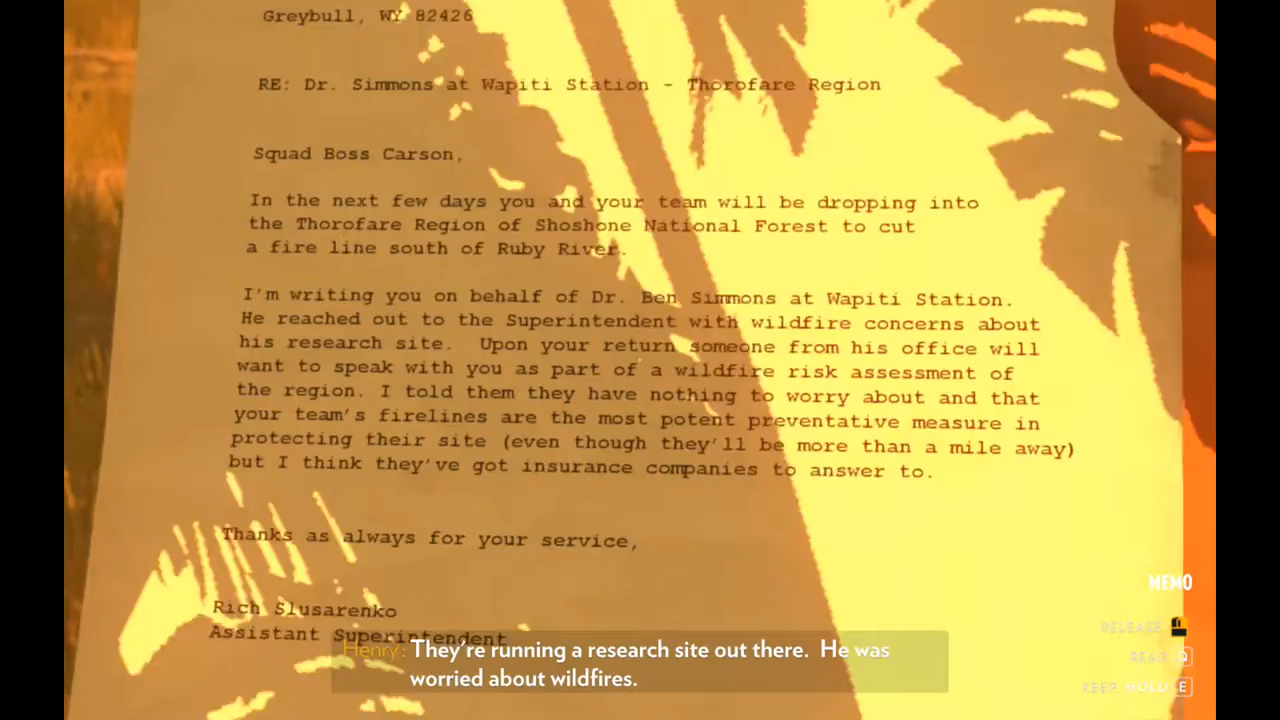 Greybull, WY 82426
RE: Dr. Simmons at Wapiti Station - Thorofare Region
Squad Boss Carson,
In the next few days you and your team will be dropping into
the Thorofare Region of Shoshone National Forest to cut
a fire line south of Ruby River.
I'm writing you on behalf of Dr. Ben Simmons at Wapiti Station.
He reached out to the Superintendent with wildfire concerns about
his research site. Upon your return someone from his office will
want to speak with you as part of a wildfire risk assessment of
the region. I told them they have nothing to worry about and that
your team's firelines are the most potent preventative measure in
protecting their site (even though they'll be more than a mile away)
but I think they've got insurance companies to answer to.
Thanks as always for your service,
Rich Slusarenko
Assistant Superintendent
Henry: They're running a research site out there. He was
worried about wildfires.
MEMO
RELEASE
READ Q
KEEP HOLD E